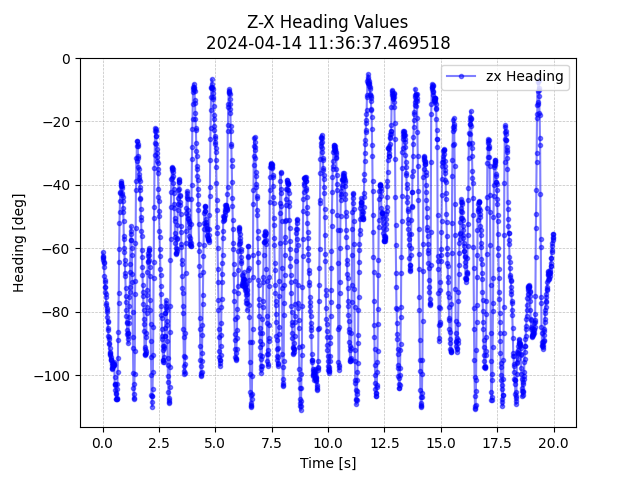 Z-X Heading Values
2024-04-14 11:36:37.469518
zx Heading
Heading [deg]
0
−20
−40
−60
−80
−100
0.0 2.5 5.0 7.5 10.0 12.5 15.0 17.5 20.0
Time [s]